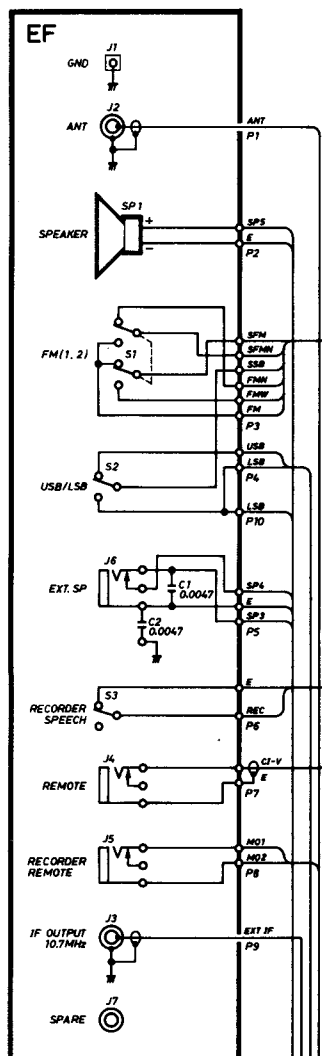 EF
J1
GND
J2
ANT
ANT
P1
SP1
+
SPEAKER
SP5
E
−
P2
SFM
SFMN
S1
SSB
FM(1, 2)
FMN
FMW
FM
P3
USB
S2
LSB
P4
USB/LSB
LSB
P10
J6
C1
0.0047
SP4
EXT. SP
E
C2
0.0047
SP3
P5
S3
E
RECORDER
SPEECH
REC
P6
J4
CI-V
E
REMOTE
P7
J5
MO1
RECORDER
REMOTE
MO2
P8
J3
IF OUTPUT
10.7MHz
EXT IF
P9
J7
SPARE